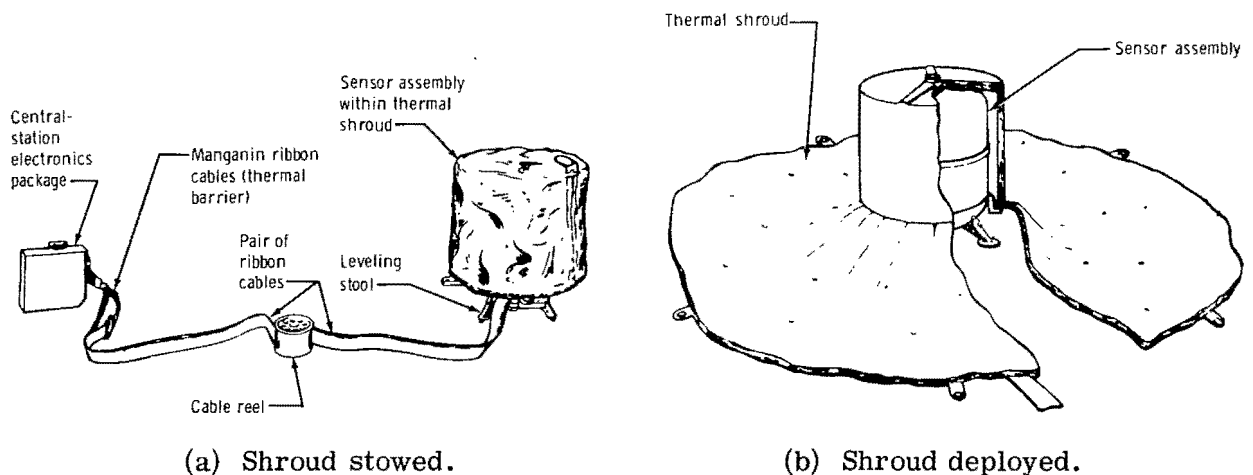 Thermal shroud
Sensor assembly
Sensor assembly
within thermal
shroud
Central-
station
electronics
package
Manganin ribbon
cables (thermal
barrier)
Pair of
ribbon
cables
Leveling
stool
Cable reel
(a) Shroud stowed.
(b) Shroud deployed.